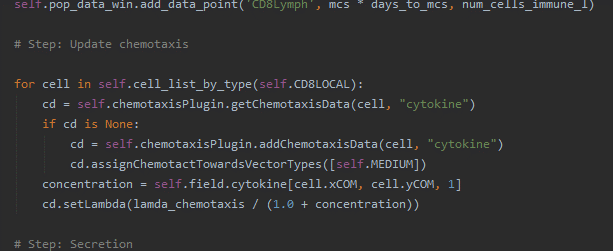 self.pop_data_win.add_data_point('CD8Lymph', mcs * days_to_mcs, num_cells_immune_l)
# Step: Update chemotaxis
for cell in self.cell_list_by_type(self.CD8LOCAL):
    cd = self.chemotaxisPlugin.getChemotaxisData(cell, "cytokine")
    if cd is None:
        cd = self.chemotaxisPlugin.addChemotaxisData(cell, "cytokine")
        cd.assignChemotactTowardsVectorTypes([self.MEDIUM])
    concentration = self.field.cytokine[cell.xCOM, cell.yCOM, 1]
    cd.setLambda(lamda_chemotaxis / (1.0 + concentration))
# Step: Secretion